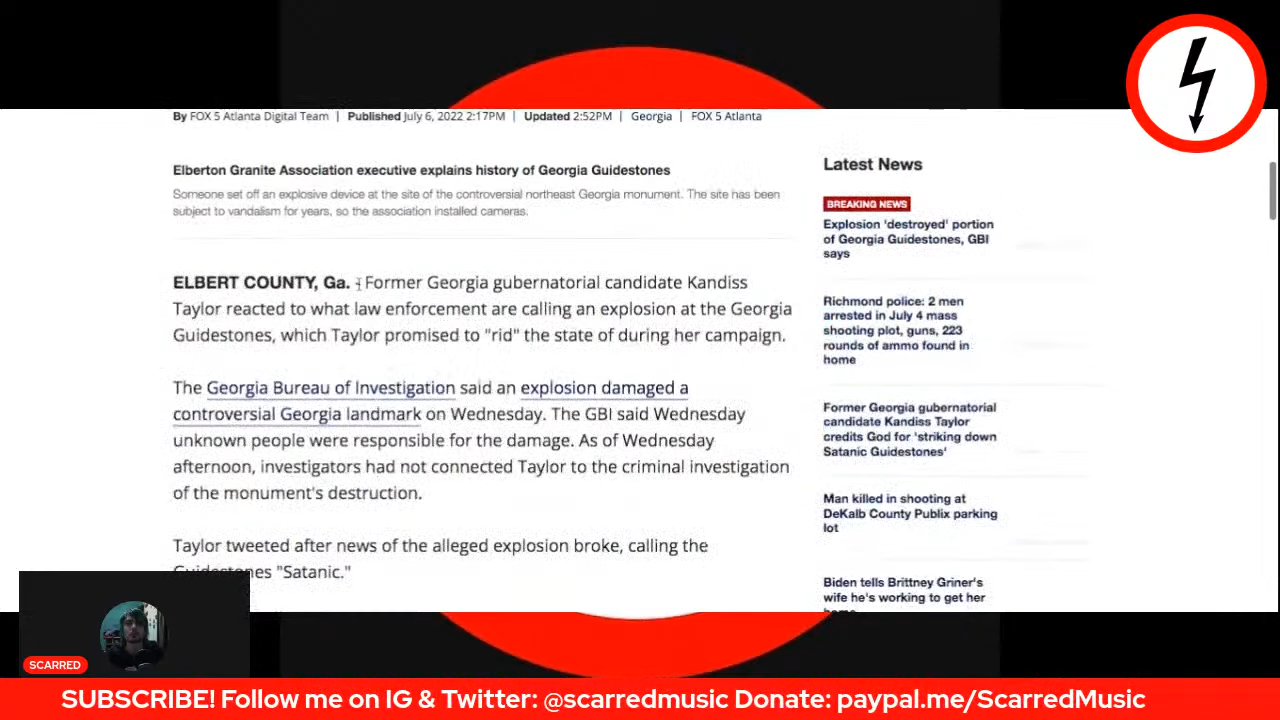 By FOX 5 Atlanta Digital Team | Published July 6, 2022 2:17PM | Updated 2:52PM | Georgia | FOX 5 Atlanta
Elberton Granite Association executive explains history of Georgia Guidestones
Someone set off an explosive device at the site of the controversial northeast Georgia monument. The site has been
subject to vandalism for years, so the association installed cameras.
ELBERT COUNTY, Ga. - Former Georgia gubernatorial candidate Kandiss
Taylor reacted to what law enforcement are calling an explosion at the Georgia
Guidestones, which Taylor promised to "rid" the state of during her campaign.
The Georgia Bureau of Investigation said an explosion damaged a
controversial Georgia landmark on Wednesday. The GBI said Wednesday
unknown people were responsible for the damage. As of Wednesday
afternoon, investigators had not connected Taylor to the criminal investigation
of the monument's destruction.
Taylor tweeted after news of the alleged explosion broke, calling the
Guidestones "Satanic."
Latest News
BREAKING NEWS
Explosion 'destroyed' portion
of Georgia Guidestones, GBI
says
Richmond police: 2 men
arrested in July 4 mass
shooting plot, guns, 223
rounds of ammo found in
home
Former Georgia gubernatorial
candidate Kandiss Taylor
credits God for 'striking down
Satanic Guidestones'
Man killed in shooting at
DeKalb County Publix parking
lot
Biden tells Brittney Griner's
wife he's working to get her
home
SCARRED
SUBSCRIBE! Follow me on IG & Twitter: @scarredmusic Donate: paypal.me/ScarredMusic